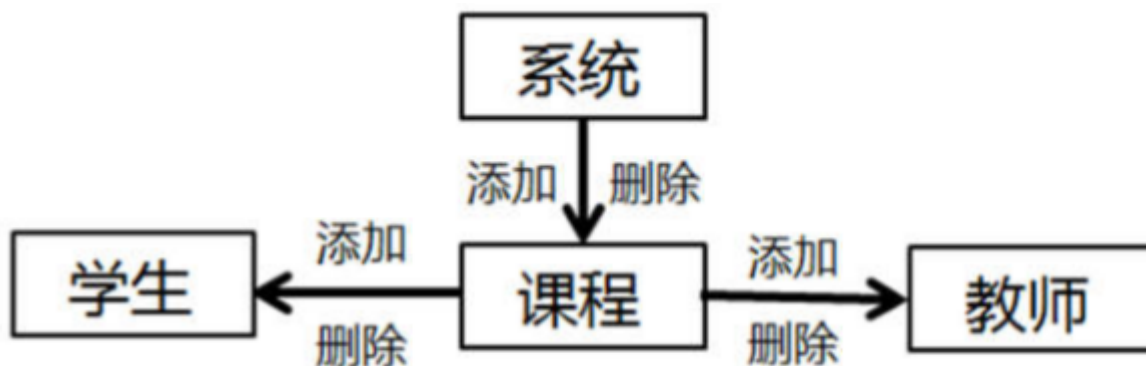 系统
添加 删除
添加 添加
学生 课程 教师
删除 删除